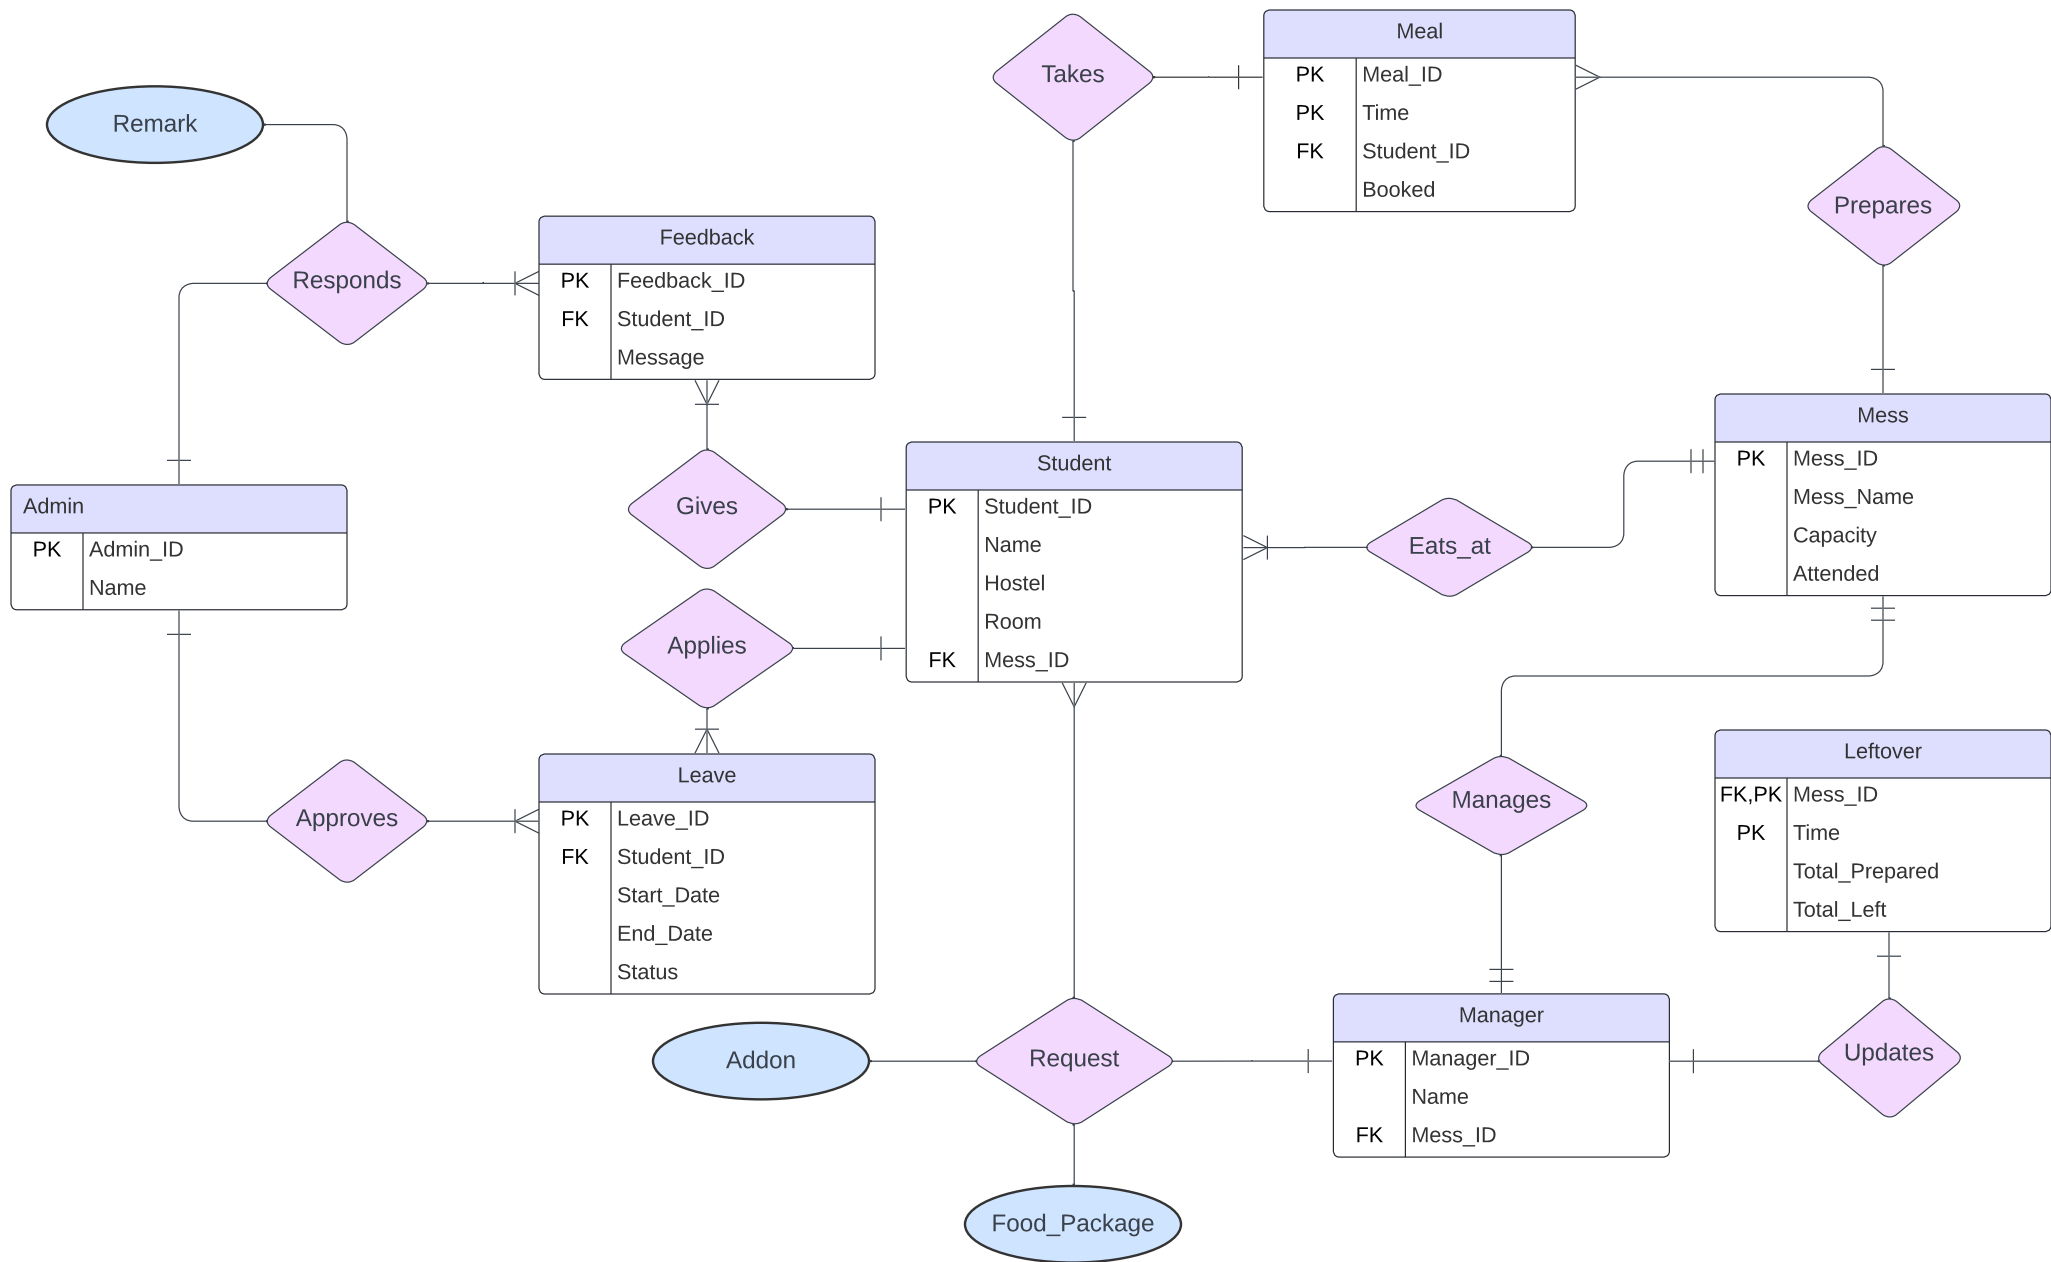 Takes
Meal
PK Meal_ID
PK Time
FK Student_ID
Booked
Remark
Prepares
Responds
Feedback
PK Feedback_ID
FK Student_ID
Message
Mess
PK Mess_ID
Mess_Name
Capacity
Attended
Gives
Student
PK Student_ID
Name
Hostel
Room
FK Mess_ID
Eats_at
Admin
PK Admin_ID
Name
Applies
Approves
Leave
PK Leave_ID
FK Student_ID
Start_Date
End_Date
Status
Manages
Leftover
FK,PK Mess_ID
PK Time
Total_Prepared
Total_Left
Addon
Request
Manager
PK Manager_ID
Name
FK Mess_ID
Updates
Food_Package